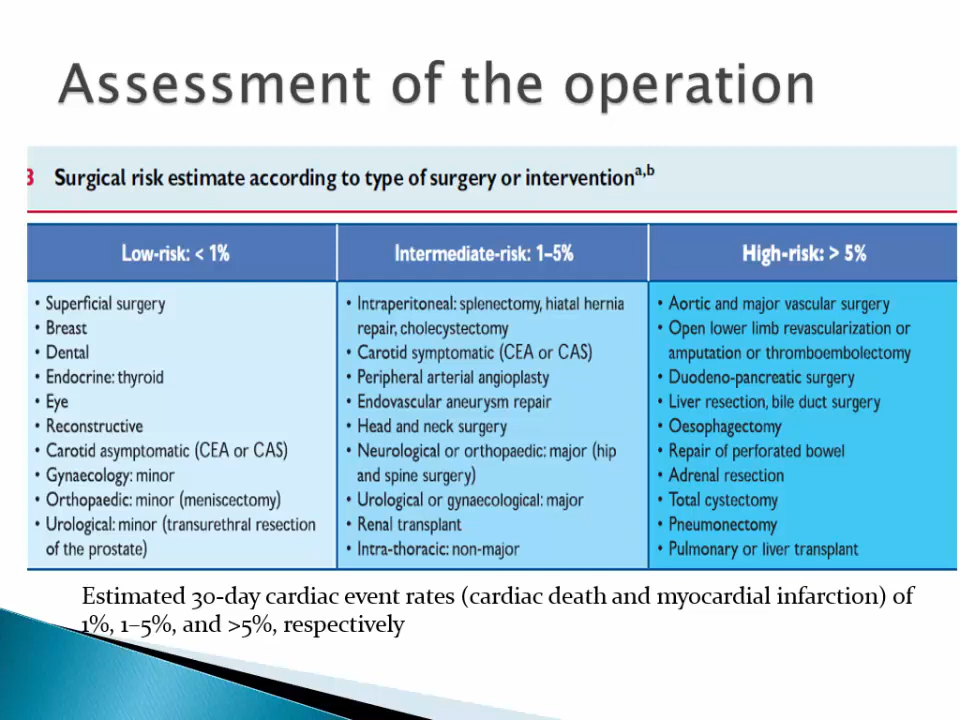 Assessment of the operation
3 Surgical risk estimate according to type of surgery or intervention^a,b
Low-risk: < 1%
• Superficial surgery
• Breast
• Dental
• Endocrine: thyroid
• Eye
• Reconstructive
• Carotid asymptomatic (CEA or CAS)
• Gynaecology: minor
• Orthopaedic: minor (meniscectomy)
• Urological: minor (transurethral resection
of the prostate)
Intermediate-risk: 1–5%
• Intraperitoneal: splenectomy, hiatal hernia
repair, cholecystectomy
• Carotid symptomatic (CEA or CAS)
• Peripheral arterial angioplasty
• Endovascular aneurysm repair
• Head and neck surgery
• Neurological or orthopaedic: major (hip
and spine surgery)
• Urological or gynaecological: major
• Renal transplant
• Intra-thoracic: non-major
High-risk: > 5%
• Aortic and major vascular surgery
• Open lower limb revascularization or
amputation or thromboembolectomy
• Duodeno-pancreatic surgery
• Liver resection, bile duct surgery
• Oesophagectomy
• Repair of perforated bowel
• Adrenal resection
• Total cystectomy
• Pneumonectomy
• Pulmonary or liver transplant
Estimated 30-day cardiac event rates (cardiac death and myocardial infarction) of
1%, 1–5%, and >5%, respectively